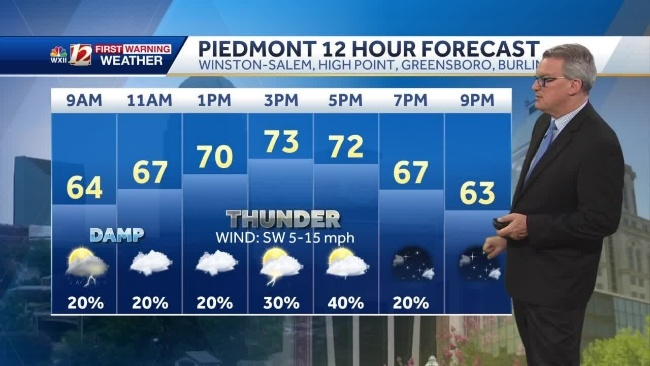 WXII 12 FIRST WARNING
WEATHER
PIEDMONT 12 HOUR FORECAST
WINSTON-SALEM, HIGH POINT, GREENSBORO,
9AM 11AM 1PM 3PM 5PM 7PM 9PM
64 67 70 73 72 67 63
DAMP THUNDER
WIND: SW 5-15 mph
20% 20% 20% 30% 40% 20%